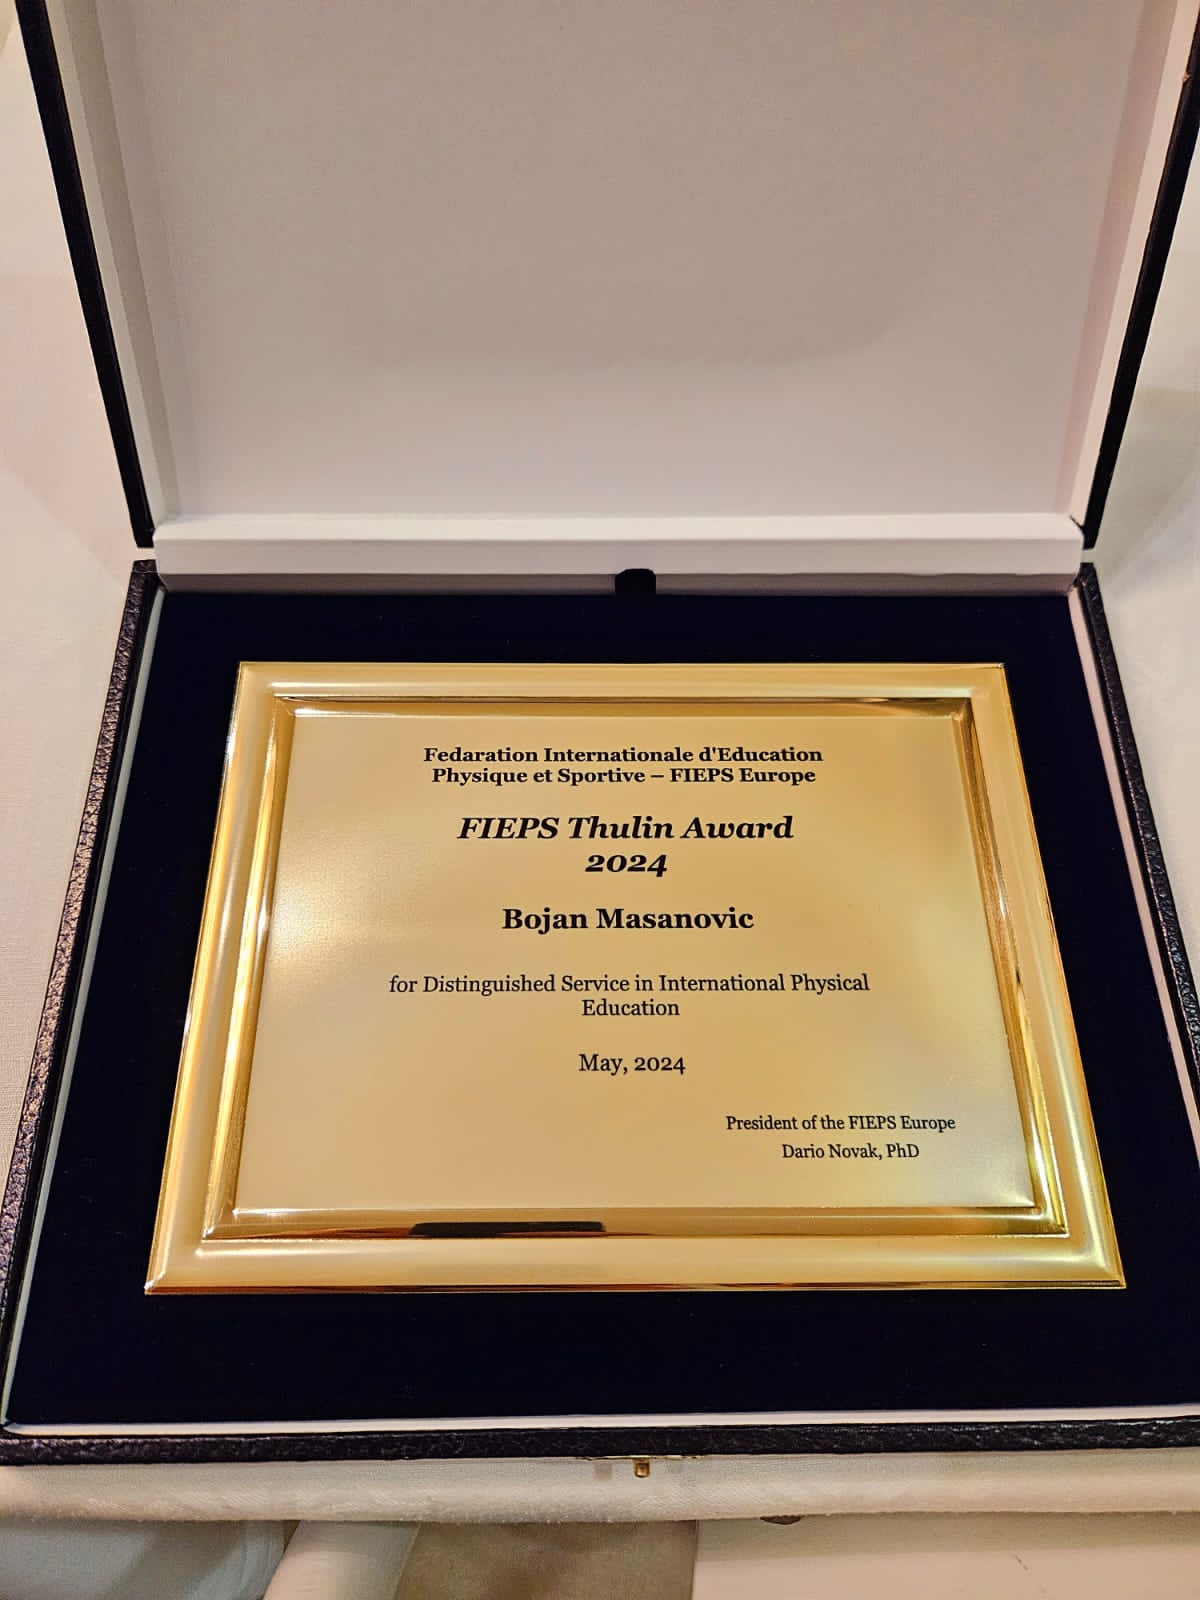 Fedaration Internationale d'Education
Physique et Sportive – FIEPS Europe
FIEPS Thulin Award
2024
Bojan Masanovic
for Distinguished Service in International Physical
Education
May, 2024
President of the FIEPS Europe
Dario Novak, PhD